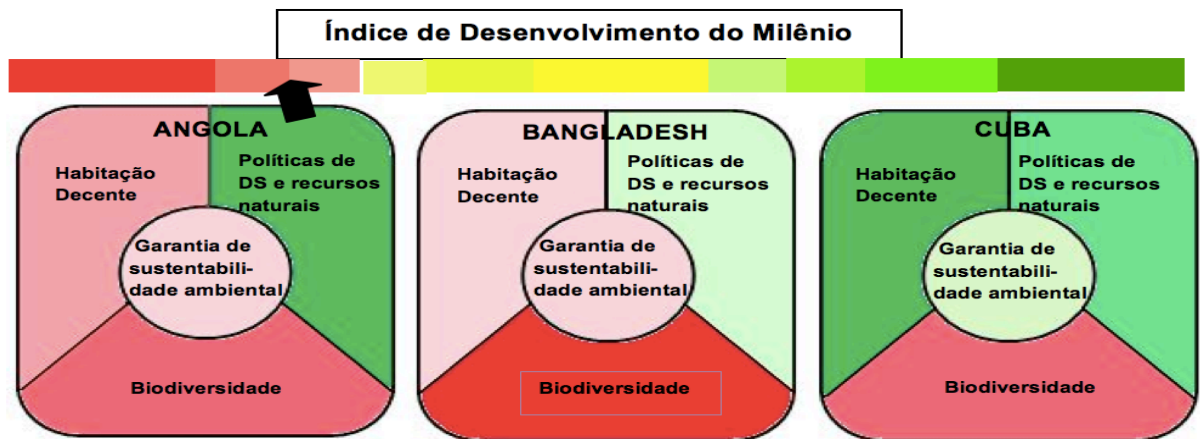 Índice de Desenvolvimento do Milênio
ANGOLA
Habitação
Decente
Políticas de
DS e recursos
naturais
Garantia de
sustentabili-
dade ambiental
Biodiversidade
BANGLADESH
Habitação
Decente
Políticas de
DS e recursos
naturais
Garantia de
sustentabili-
dade ambiental
Biodiversidade
CUBA
Habitação
Decente
Políticas de
DS e recursos
naturais
Garantia de
sustentabili-
dade ambiental
Biodiversidade